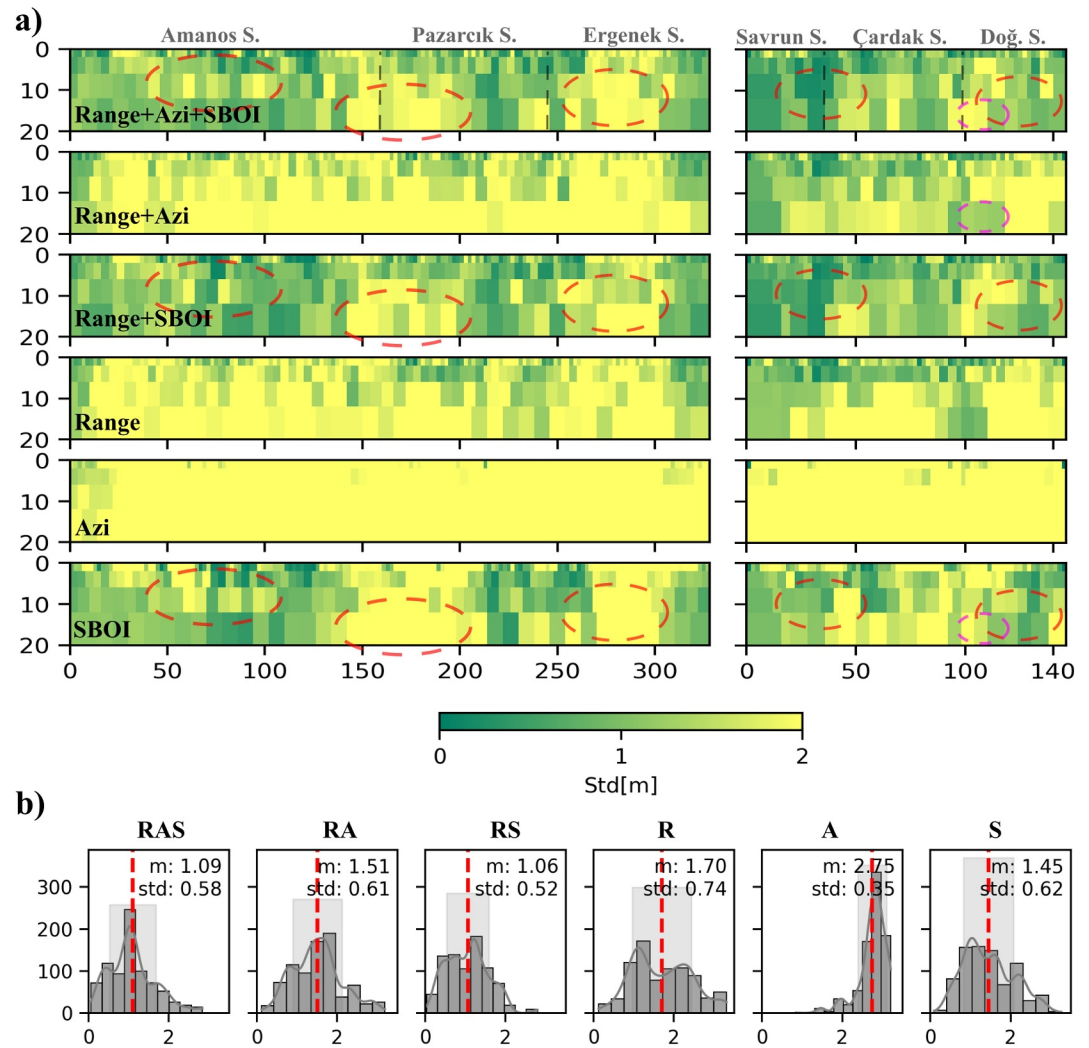 a)
Amanos S. Pazarcık S. Ergenek S. Savrun S. Çardak S. Doğ. S.
0
10
20
Range+Azi+SBOI
0
10
20
Range+Azi
0
10
20
Range+SBOI
0
10
20
Range
0
10
20
Azi
0
10
20
SBOI
0 50 100 150 200 250 300 0 50 100 140
0 1 2
Std[m]
b)
RAS RA RS R A S
m: 1.09 m: 1.51 m: 1.06 m: 1.70 m: 2.75 m: 1.45
std: 0.58 std: 0.61 std: 0.52 std: 0.74 std: 0.35 std: 0.62
300
200
100
0
0 2 0 2 0 2 0 2 0 2 0 2